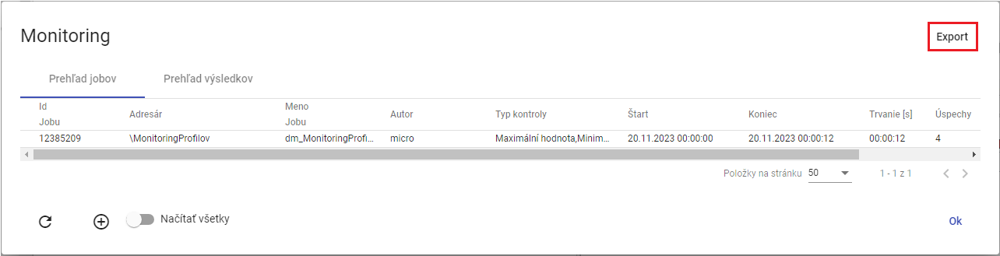 Monitoring
Export
Prehľad jobov
Prehľad výsledkov
Id Jobu
Adresár
Meno Jobu
Autor
Typ kontroly
Štart
Koniec
Trvanie [s]
Úspechy
12385209
\MonitoringProfilov
dm_MonitoringProfi...
micro
Maximální hodnota,Minim...
20.11.2023 00:00:00
20.11.2023 00:00:12
00:00:12
4
Položky na stránku
50
1 - 1 z 1
Načítať všetky
Ok